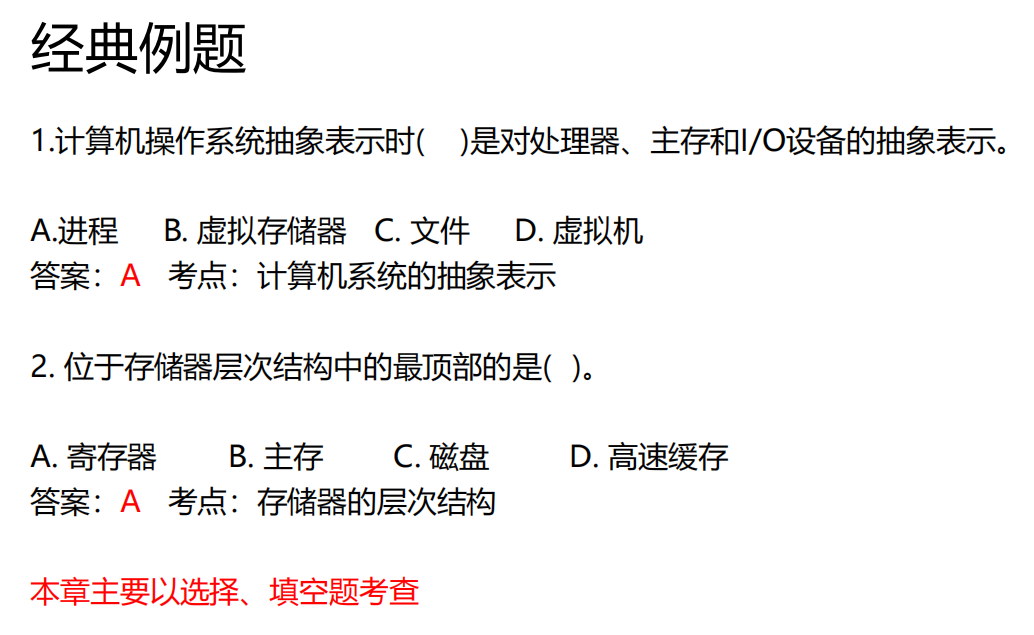 经典例题
1.计算机操作系统抽象表示时( )是对处理器、主存和I/O设备的抽象表示。
A.进程 B. 虚拟存储器 C. 文件 D. 虚拟机
答案：A 考点：计算机系统的抽象表示
2. 位于存储器层次结构中的最顶部的是( )。
A. 寄存器 B. 主存 C. 磁盘 D. 高速缓存
答案：A 考点：存储器的层次结构
本章主要以选择、填空题考查